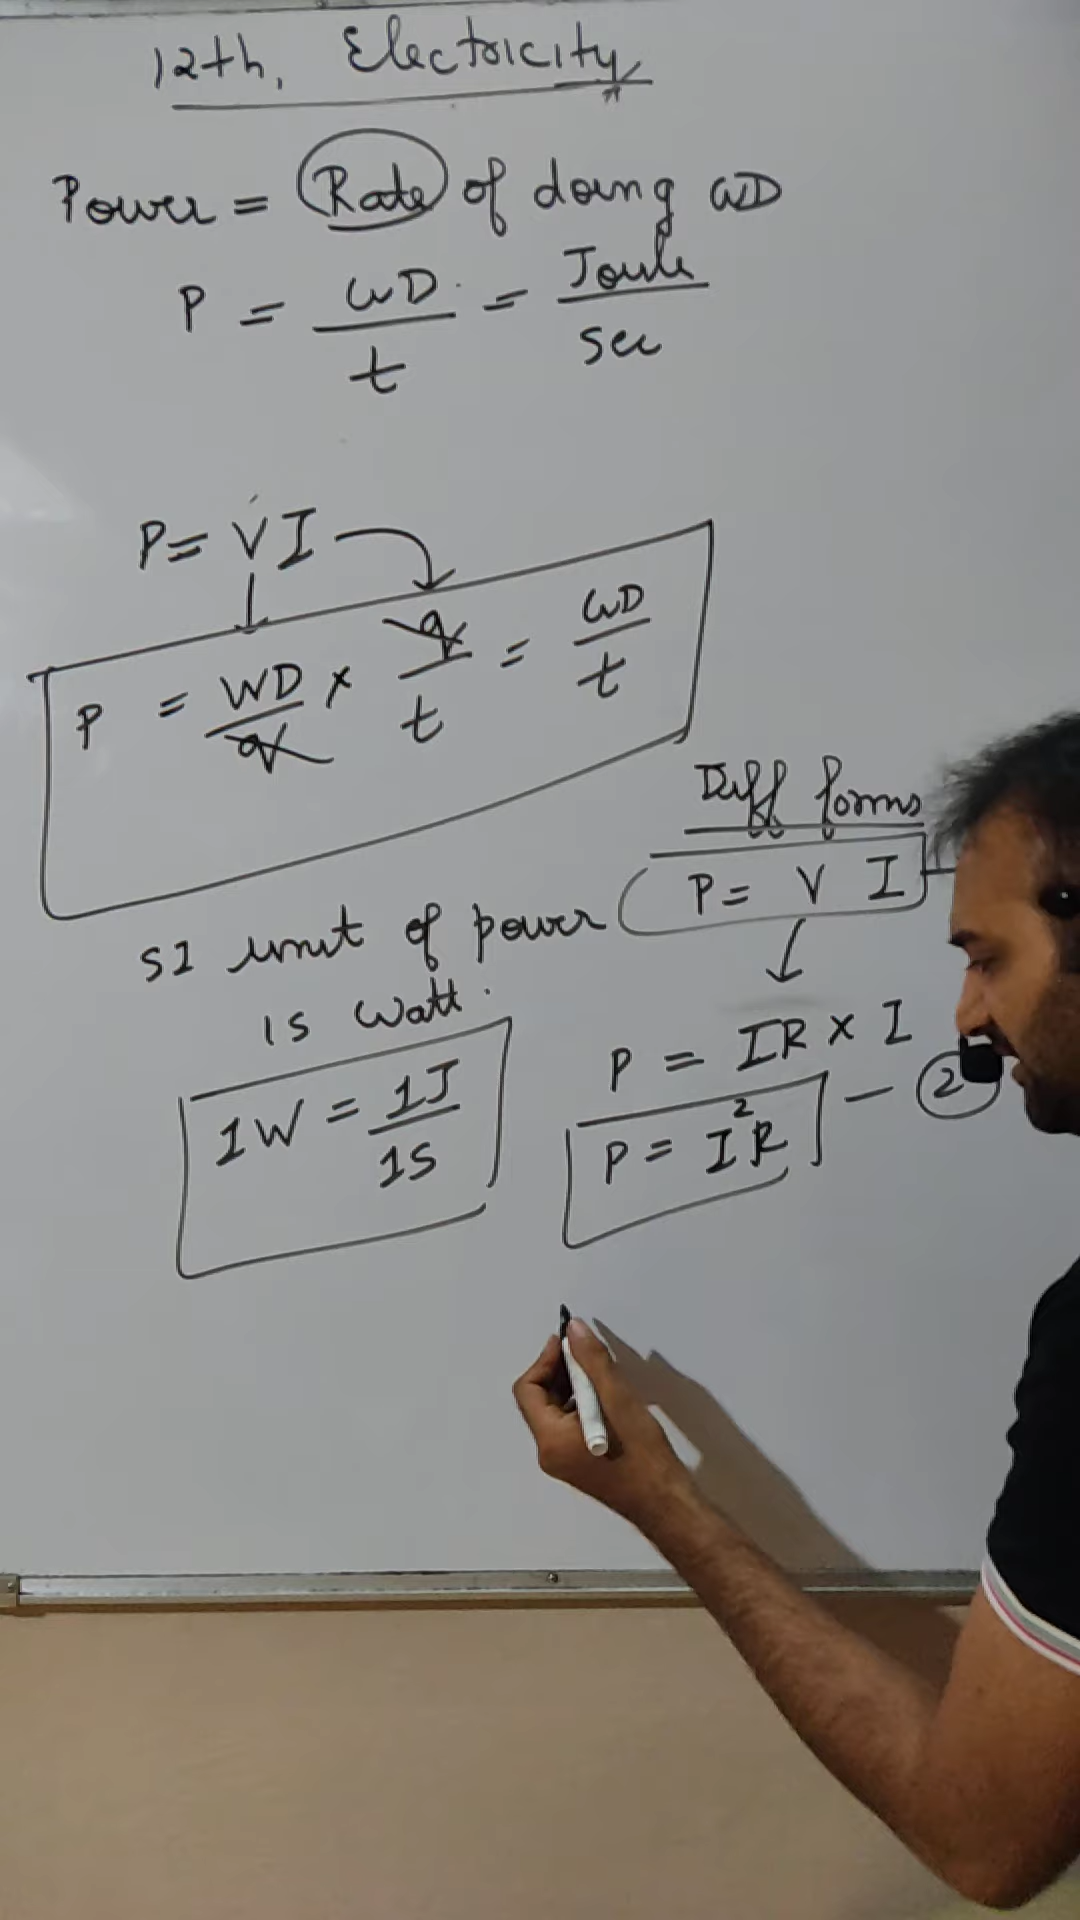 12th, Electricity
Power = Rate of doing WD
P = WD/t = Joule/sec
P = VI
P = WD/q × q/t = WD/t
SI unit of power
is Watt.
1W = 1J/1S
Diff forms
P = V I
P = IR × I
P = I²R — 2